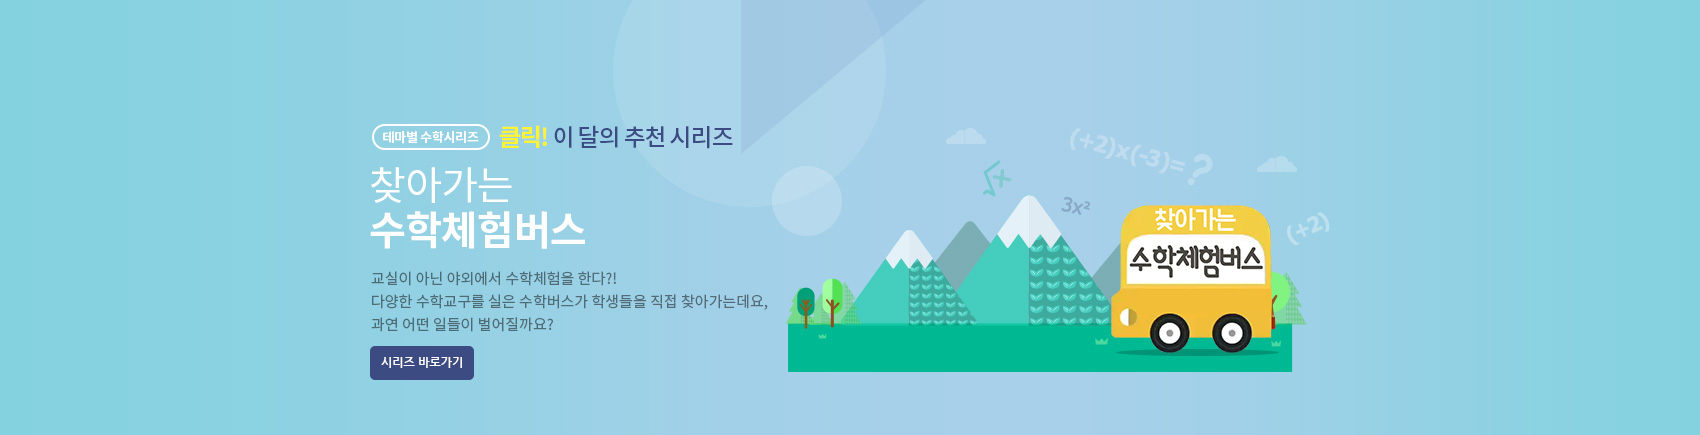 테마별 수학시리즈 클릭! 이 달의 추천 시리즈
찾아가는
수학체험버스
교실이 아닌 야외에서 수학체험을 한다?!
다양한 수학교구를 실은 수학버스가 학생들을 직접 찾아가는데요,
과연 어떤 일들이 벌어질까요?
시리즈 바로가기
(+2)x(-3)=?
√x
3x²
(+2)
찾아가는
수학체험버스